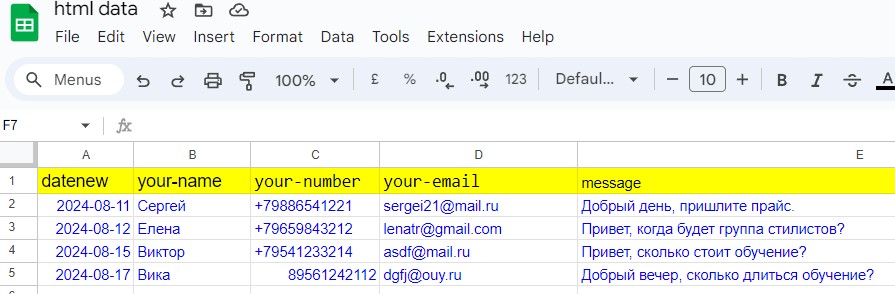 html data
File Edit View Insert Format Data Tools Extensions Help
Menus 100% £ % .0 .00 123 Defaul... 10 B I S A
F7 fx
A B C D E
1 datenew your-name your-number your-email message
2 2024-08-11 Сергей +79886541221 sergei21@mail.ru Добрый день, пришлите прайс.
3 2024-08-12 Елена +79659843212 lenatr@gmail.com Привет, когда будет группа стилистов?
4 2024-08-15 Виктор +79541233214 asdf@mail.ru Привет, сколько стоит обучение?
5 2024-08-17 Вика 89561242112 dgfj@ouy.ru Добрый вечер, сколько длиться обучение?